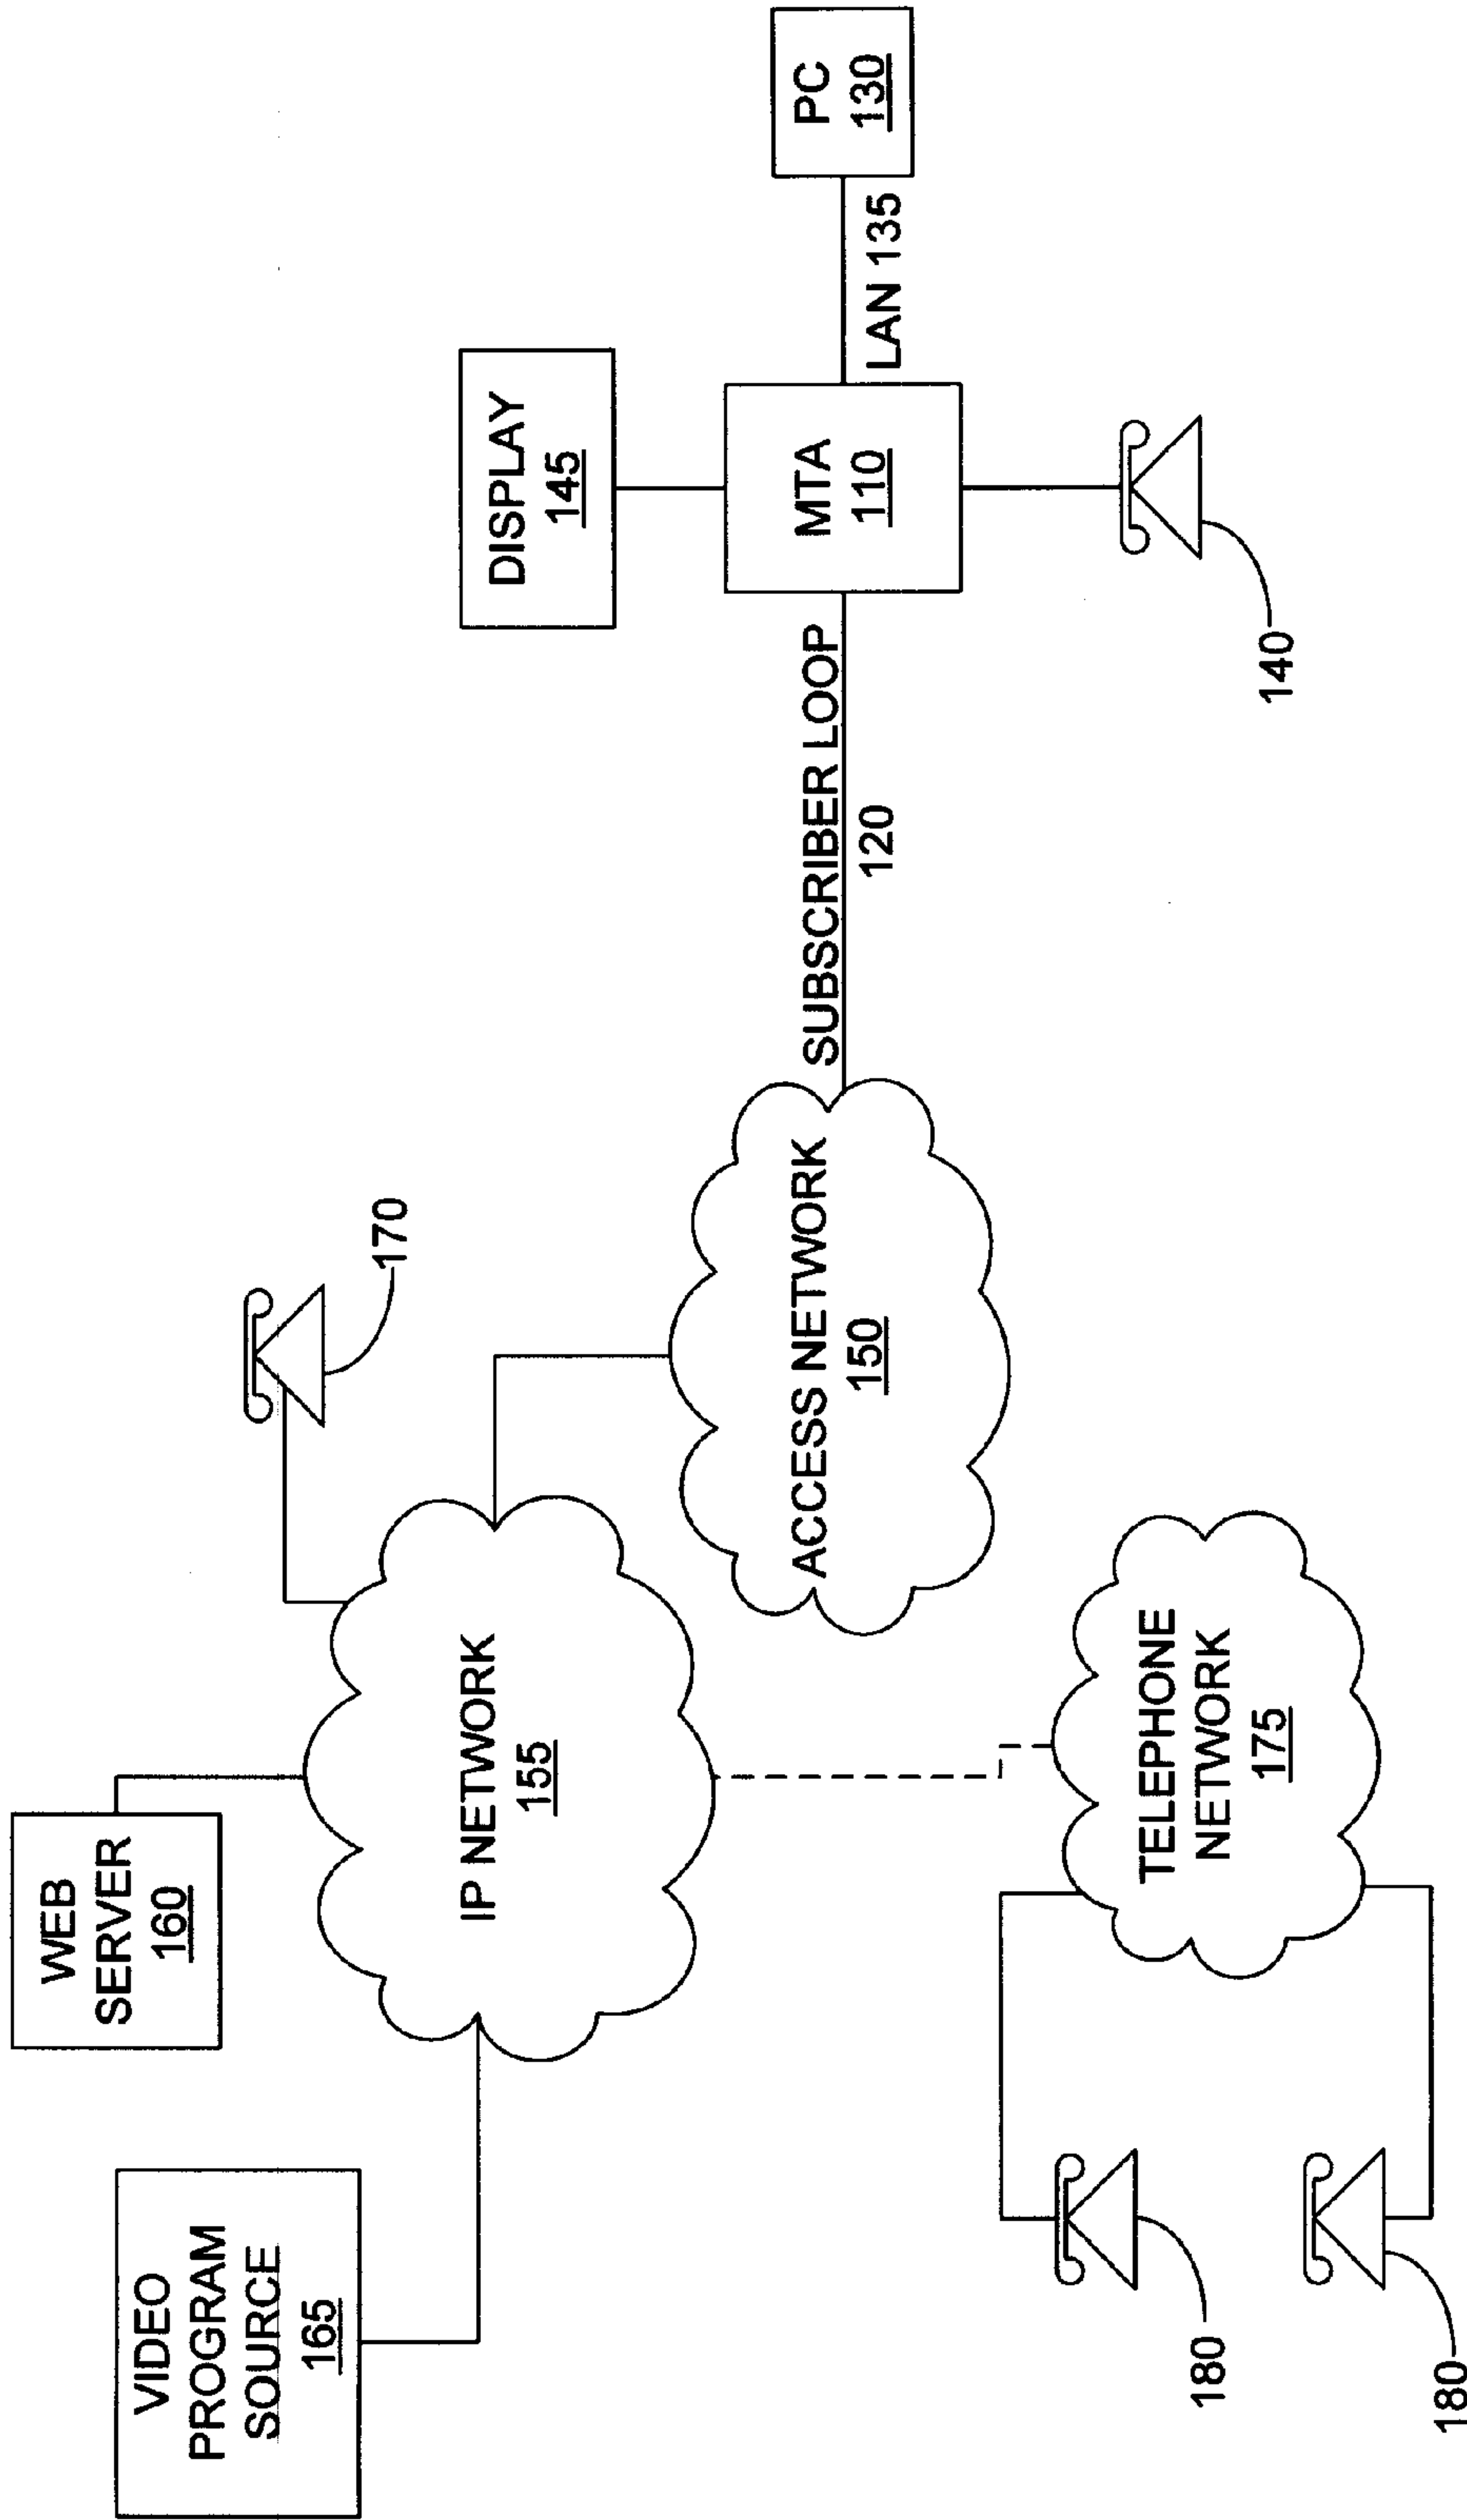 VIDEO
PROGRAM
SOURCE
165
WEB
SERVER
160
170
DISPLAY
145
IP NETWORK
155
ACCESS NETWORK
150
SUBSCRIBER LOOP
120
MTA
110
LAN 135
PC
130
140
TELEPHONE
NETWORK
175
180
180